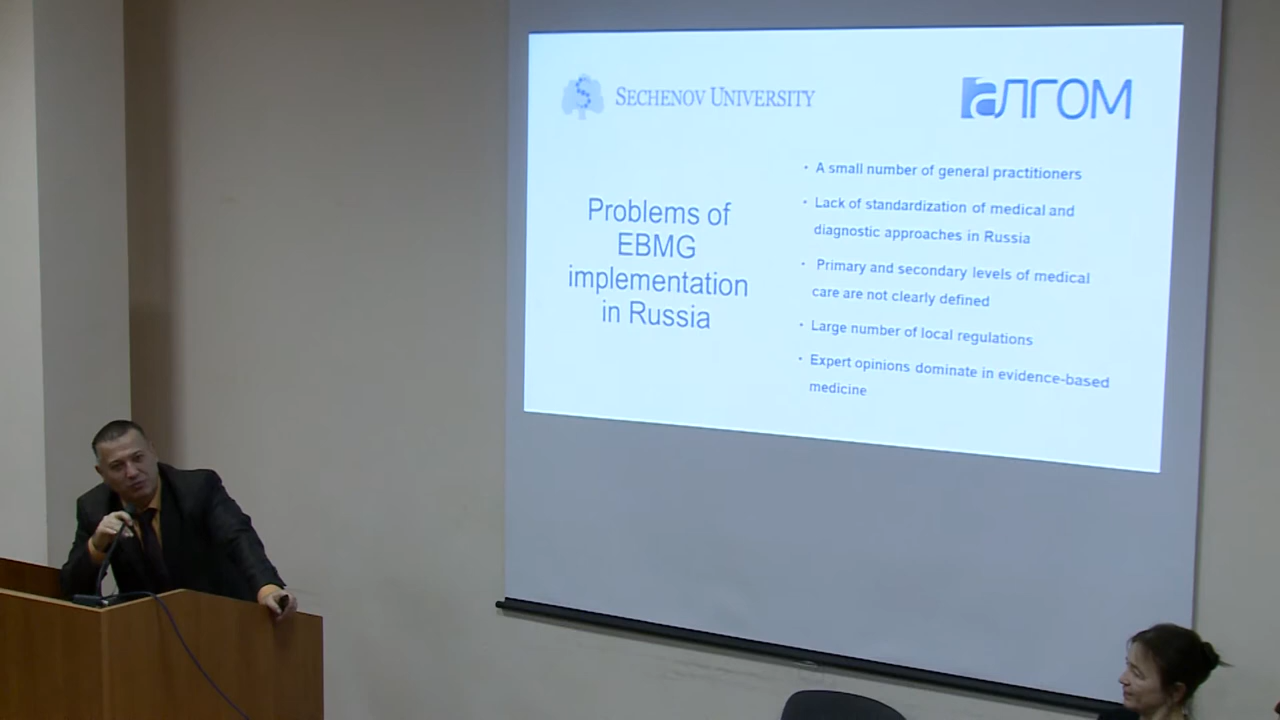 SECHENOV UNIVERSITY
алгом
Problems of
EBMG
implementation
in Russia
• A small number of general practitioners
• Lack of standardization of medical and
diagnostic approaches in Russia
• Primary and secondary levels of medical
care are not clearly defined
• Large number of local regulations
• Expert opinions dominate in evidence-based
medicine